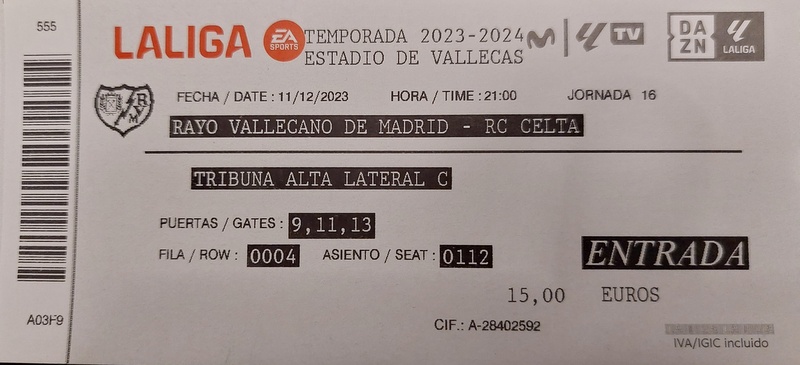 555
LALIGA EA SPORTS
TEMPORADA 2023-2024
ESTADIO DE VALLECAS
TV
DAZN
LALIGA
FECHA / DATE : 11/12/2023 HORA / TIME : 21:00 JORNADA 16
RVM
RAYO VALLECANO DE MADRID - RC CELTA
TRIBUNA ALTA LATERAL C
PUERTAS / GATES : 9,11,13
FILA / ROW : 0004 ASIENTO / SEAT : 0112
ENTRADA
15,00 EUROS
A03F9
CIF.: A-28402592
IVA/IGIC incluido